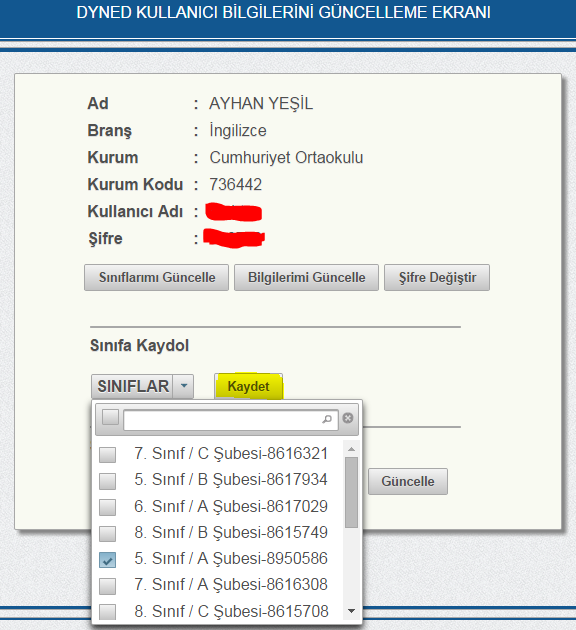 DYNED KULLANICI BİLGİLERİNİ GÜNCELLEME EKRANI
Ad : AYHAN YEŞİL
Branş : İngilizce
Kurum : Cumhuriyet Ortaokulu
Kurum Kodu : 736442
Kullanıcı Adı :
Şifre :
Sınıflarımı Güncelle Bilgilerimi Güncelle Şifre Değiştir
Sınıfa Kaydol
SINIFLAR Kaydet
7. Sınıf / C Şubesi-8616321
5. Sınıf / B Şubesi-8617934
Güncelle
6. Sınıf / A Şubesi-8617029
8. Sınıf / B Şubesi-8615749
5. Sınıf / A Şubesi-8950586
7. Sınıf / A Şubesi-8616308
8. Sınıf / C Şubesi-8615708